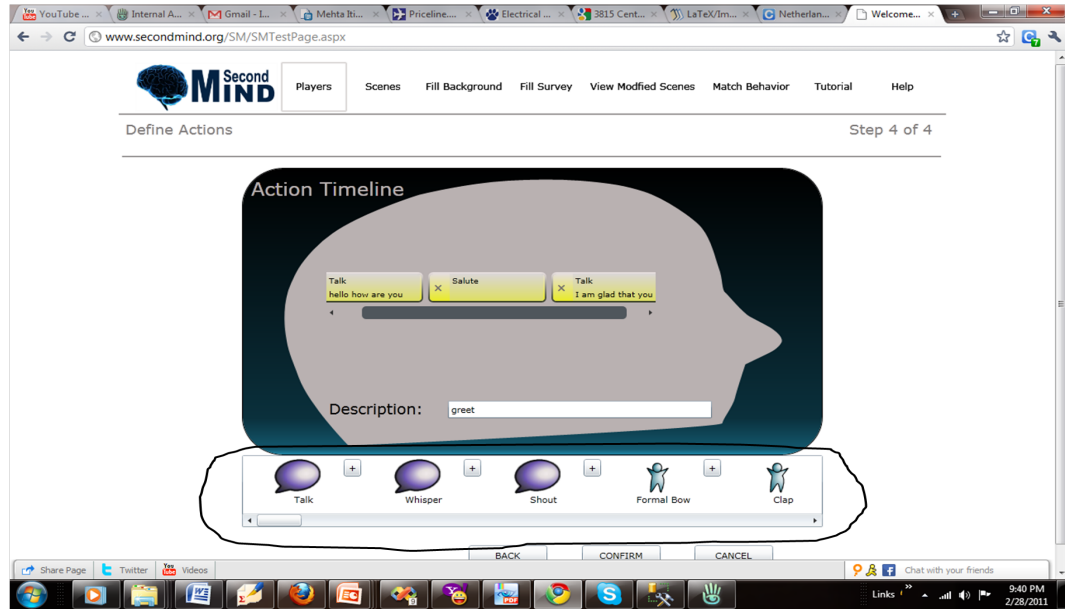 YouTube ...
Internal A...
Gmail - I...
Mehta Iti...
Priceline....
Electrical ...
3815 Cent...
LaTeX/Im...
Netherlan...
Welcome...
www.secondmind.org/SM/SMTestPage.aspx
Second
MIND
Players
Scenes
Fill Background
Fill Survey
View Modfied Scenes
Match Behavior
Tutorial
Help
Define Actions
Step 4 of 4
Action Timeline
Talk
hello how are you
Salute
Talk
I am glad that you
Description:
greet
Talk
Whisper
Shout
Formal Bow
Clap
BACK
CONFIRM
CANCEL
Share Page
Twitter
Videos
Chat with your friends
Links
9:40 PM
2/28/2011